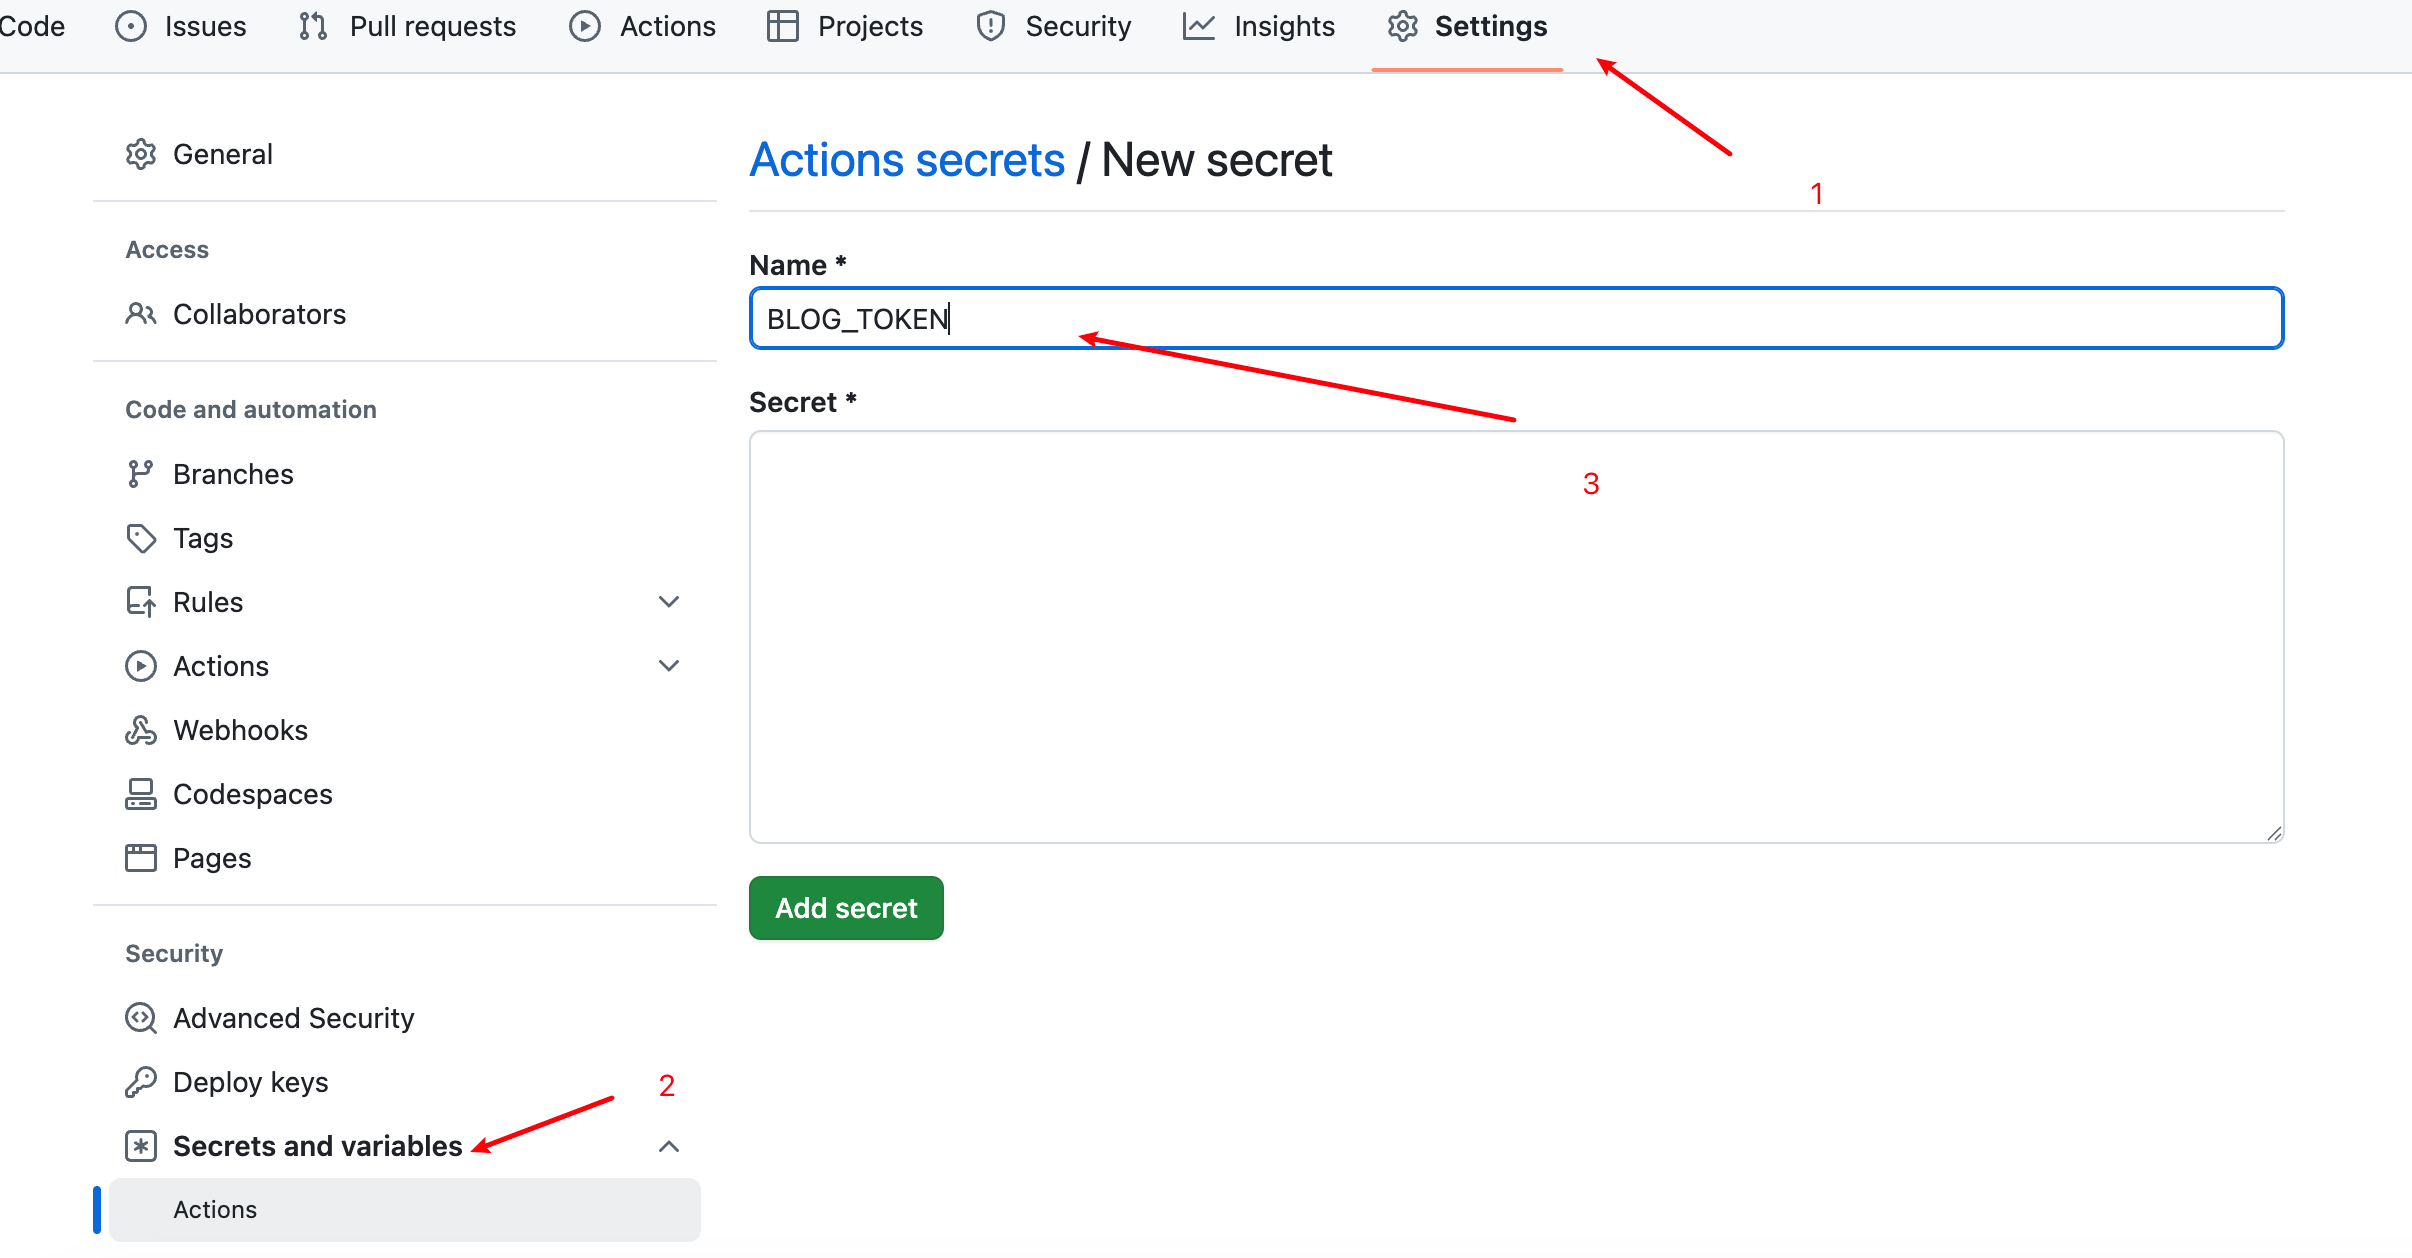 Code Issues Pull requests Actions Projects Security Insights Settings
1
General
Access
Collaborators
Code and automation
Branches
Tags
Rules
Actions
Webhooks
Codespaces
Pages
Security
Advanced Security
Deploy keys
2
Secrets and variables
Actions
Actions secrets / New secret
Name *
BLOG_TOKEN
Secret *
3
Add secret